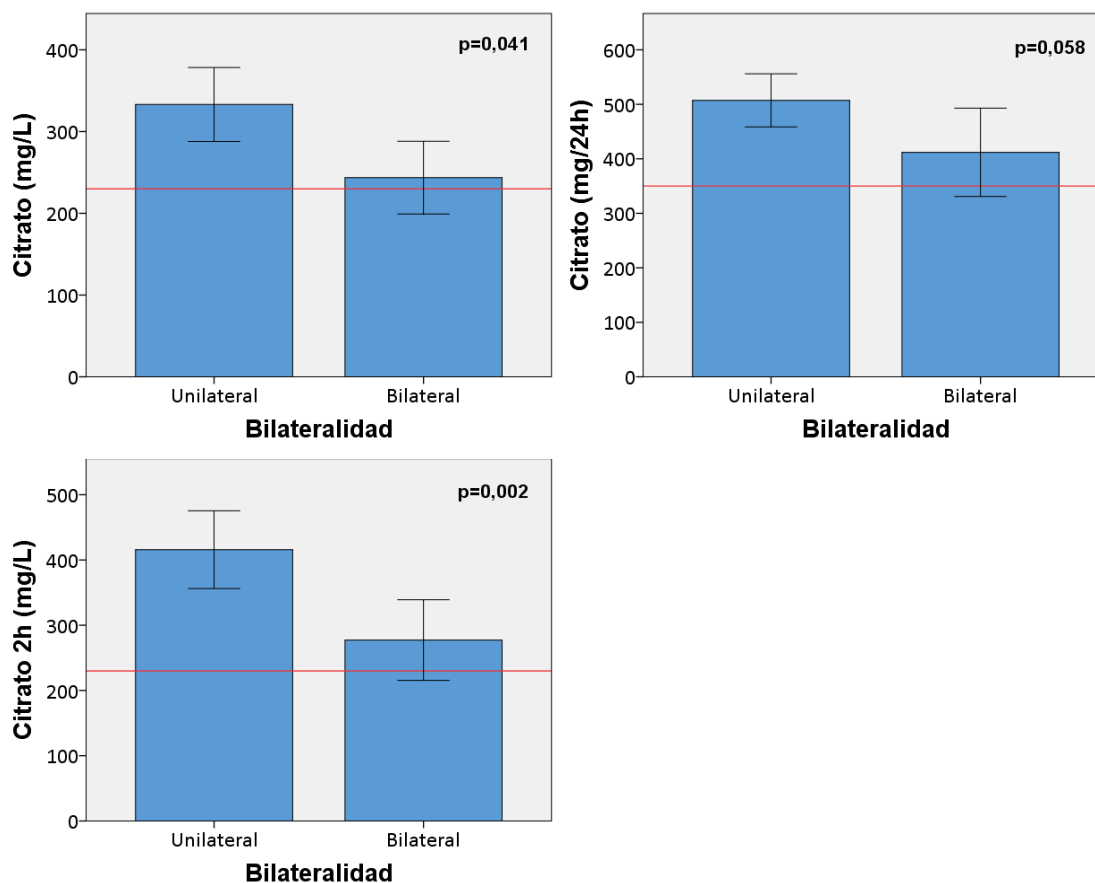 p=0,041
Citrato (mg/L)
400
300
200
100
0
Unilateral
Bilateral
Bilateralidad
p=0,058
Citrato (mg/24h)
600
500
400
300
200
100
0
Unilateral
Bilateral
Bilateralidad
p=0,002
Citrato 2h (mg/L)
500
400
300
200
100
0
Unilateral
Bilateral
Bilateralidad